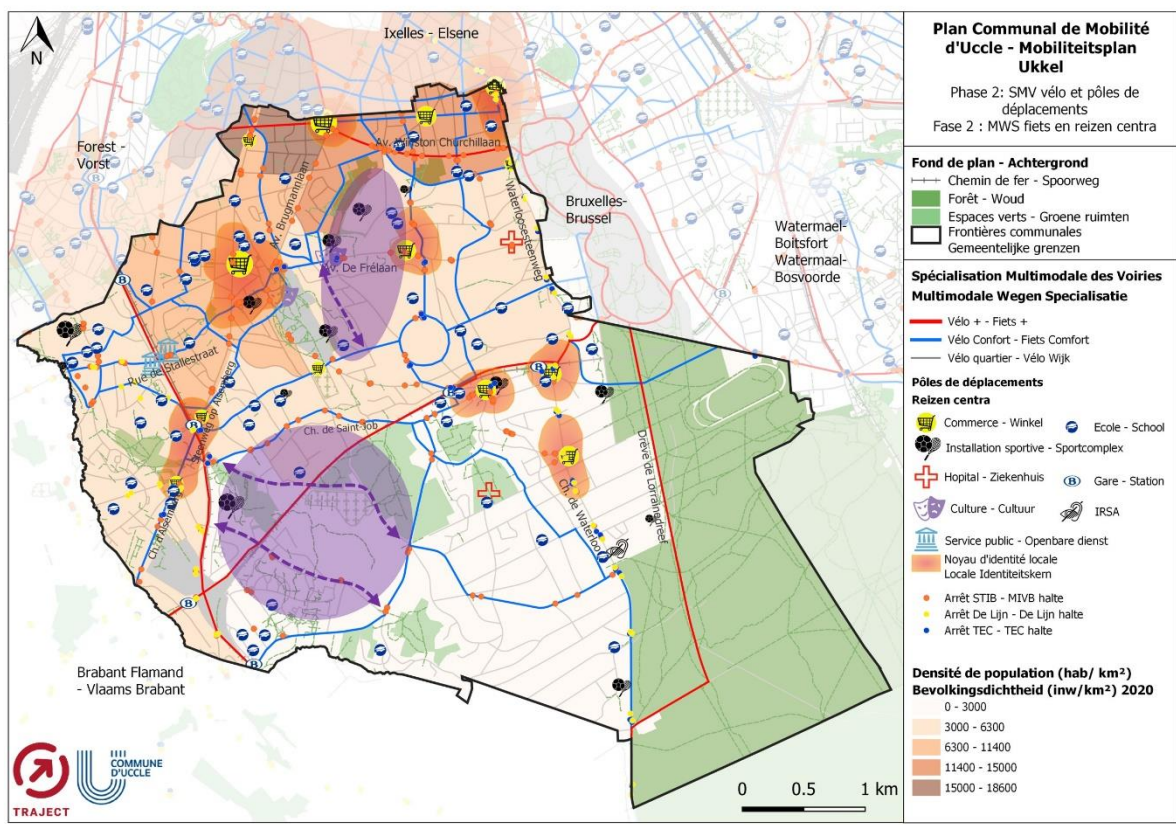 N
Ixelles - Elsene
Forest -
Vorst
Bruxelles-
Brussel
Watermael-
Boitsfort
Watermaal-
Bosvoorde
Brabant Flamand
- Vlaams Brabant
Churchillaan
Av. Brugmannlaan
Waterloosesteenweg
Av. De Frélaan
Rue de Stallestraat
Ch. de Saint-Job
Ch. de Waterloo
Drève de Lorrainedreef
B
B
B
B
B
B
B
TRAJECT
COMMUNE
D'UCCLE
0 0.5 1 km
Plan Communal de Mobilité
d'Uccle - Mobiliteitsplan
Ukkel
Phase 2: SMV vélo et pôles de
déplacements
Fase 2 : MWS fiets en reizen centra
Fond de plan - Achtergrond
Chemin de fer - Spoorweg
Forêt - Woud
Espaces verts - Groene ruimten
Frontières communales
Gemeentelijke grenzen
Spécialisation Multimodale des Voiries
Multimodale Wegen Specialisatie
Vélo + - Fiets +
Vélo Confort - Fiets Comfort
Vélo quartier - Vélo Wijk
Pôles de déplacements
Reizen centra
Commerce - Winkel
Ecole - School
Installation sportive - Sportcomplex
Hopital - Ziekenhuis
B Gare - Station
Culture - Cultuur
IRSA
Service public - Openbare dienst
Noyau d'identité locale
Locale Identiteitskern
Arrêt STIB - MIVB halte
Arrêt De Lijn - De Lijn halte
Arrêt TEC - TEC halte
Densité de population (hab/ km²)
Bevolkingsdichtheid (inw/km²) 2020
0 - 3000
3000 - 6300
6300 - 11400
11400 - 15000
15000 - 18600